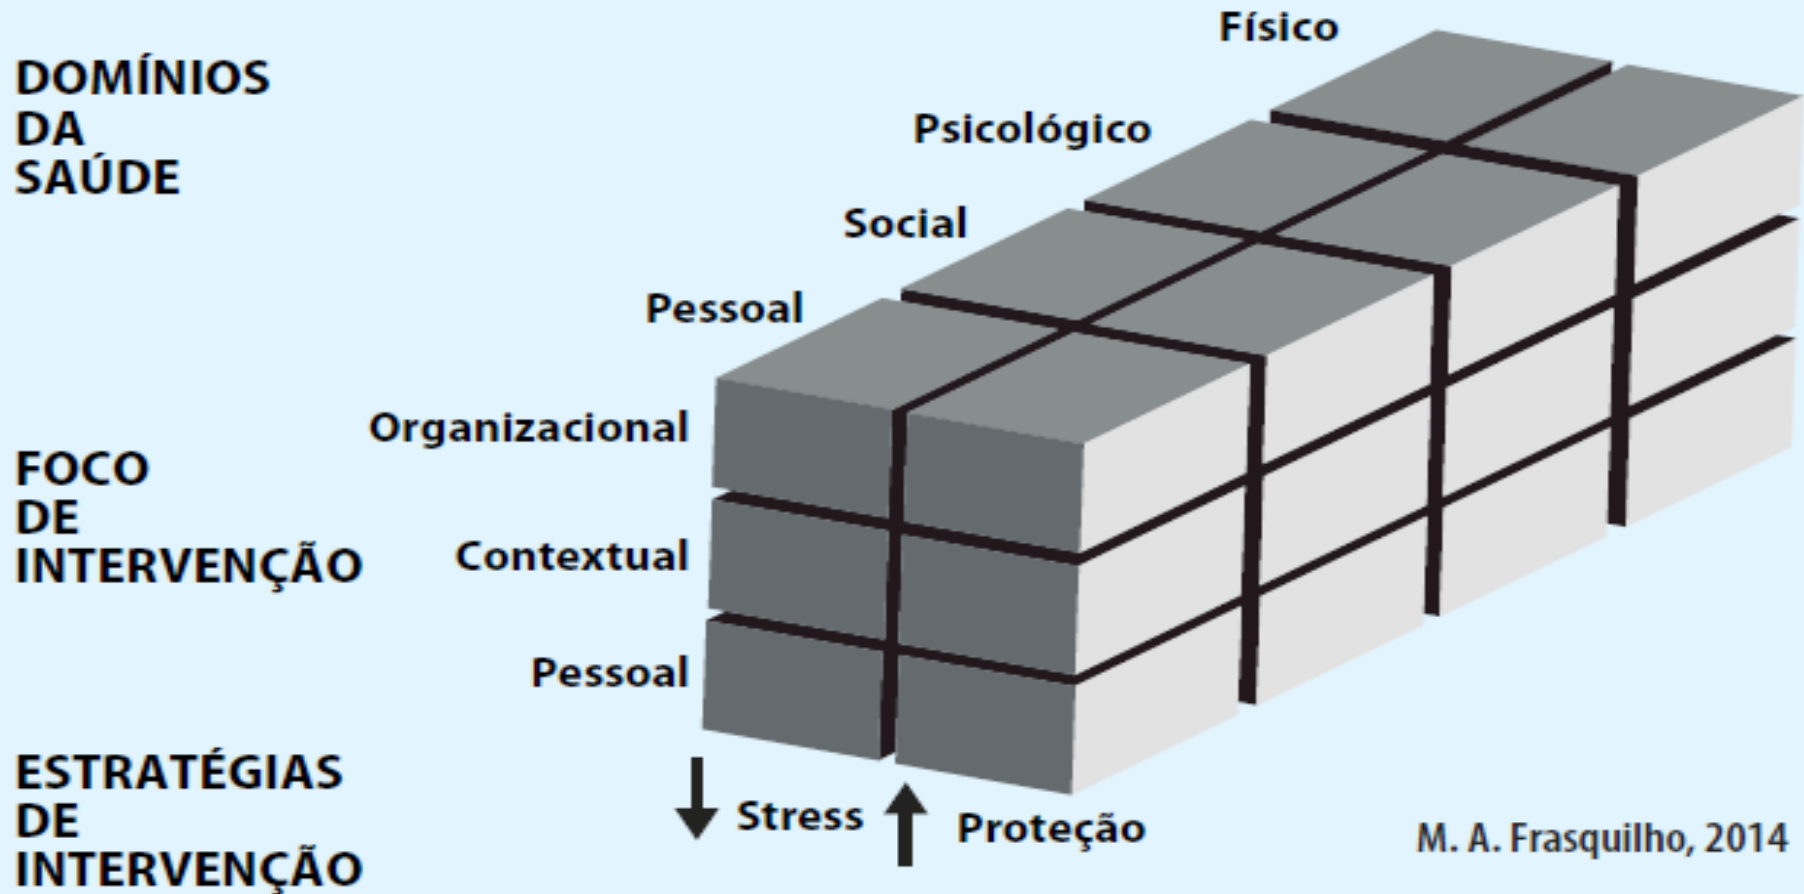 DOMÍNIOS
DA
SAÚDE
Físico
Psicológico
Social
Pessoal
FOCO
DE
INTERVENÇÃO
Organizacional
Contextual
Pessoal
ESTRATÉGIAS
DE
INTERVENÇÃO
Stress
Proteção
M. A. Frasquilho, 2014